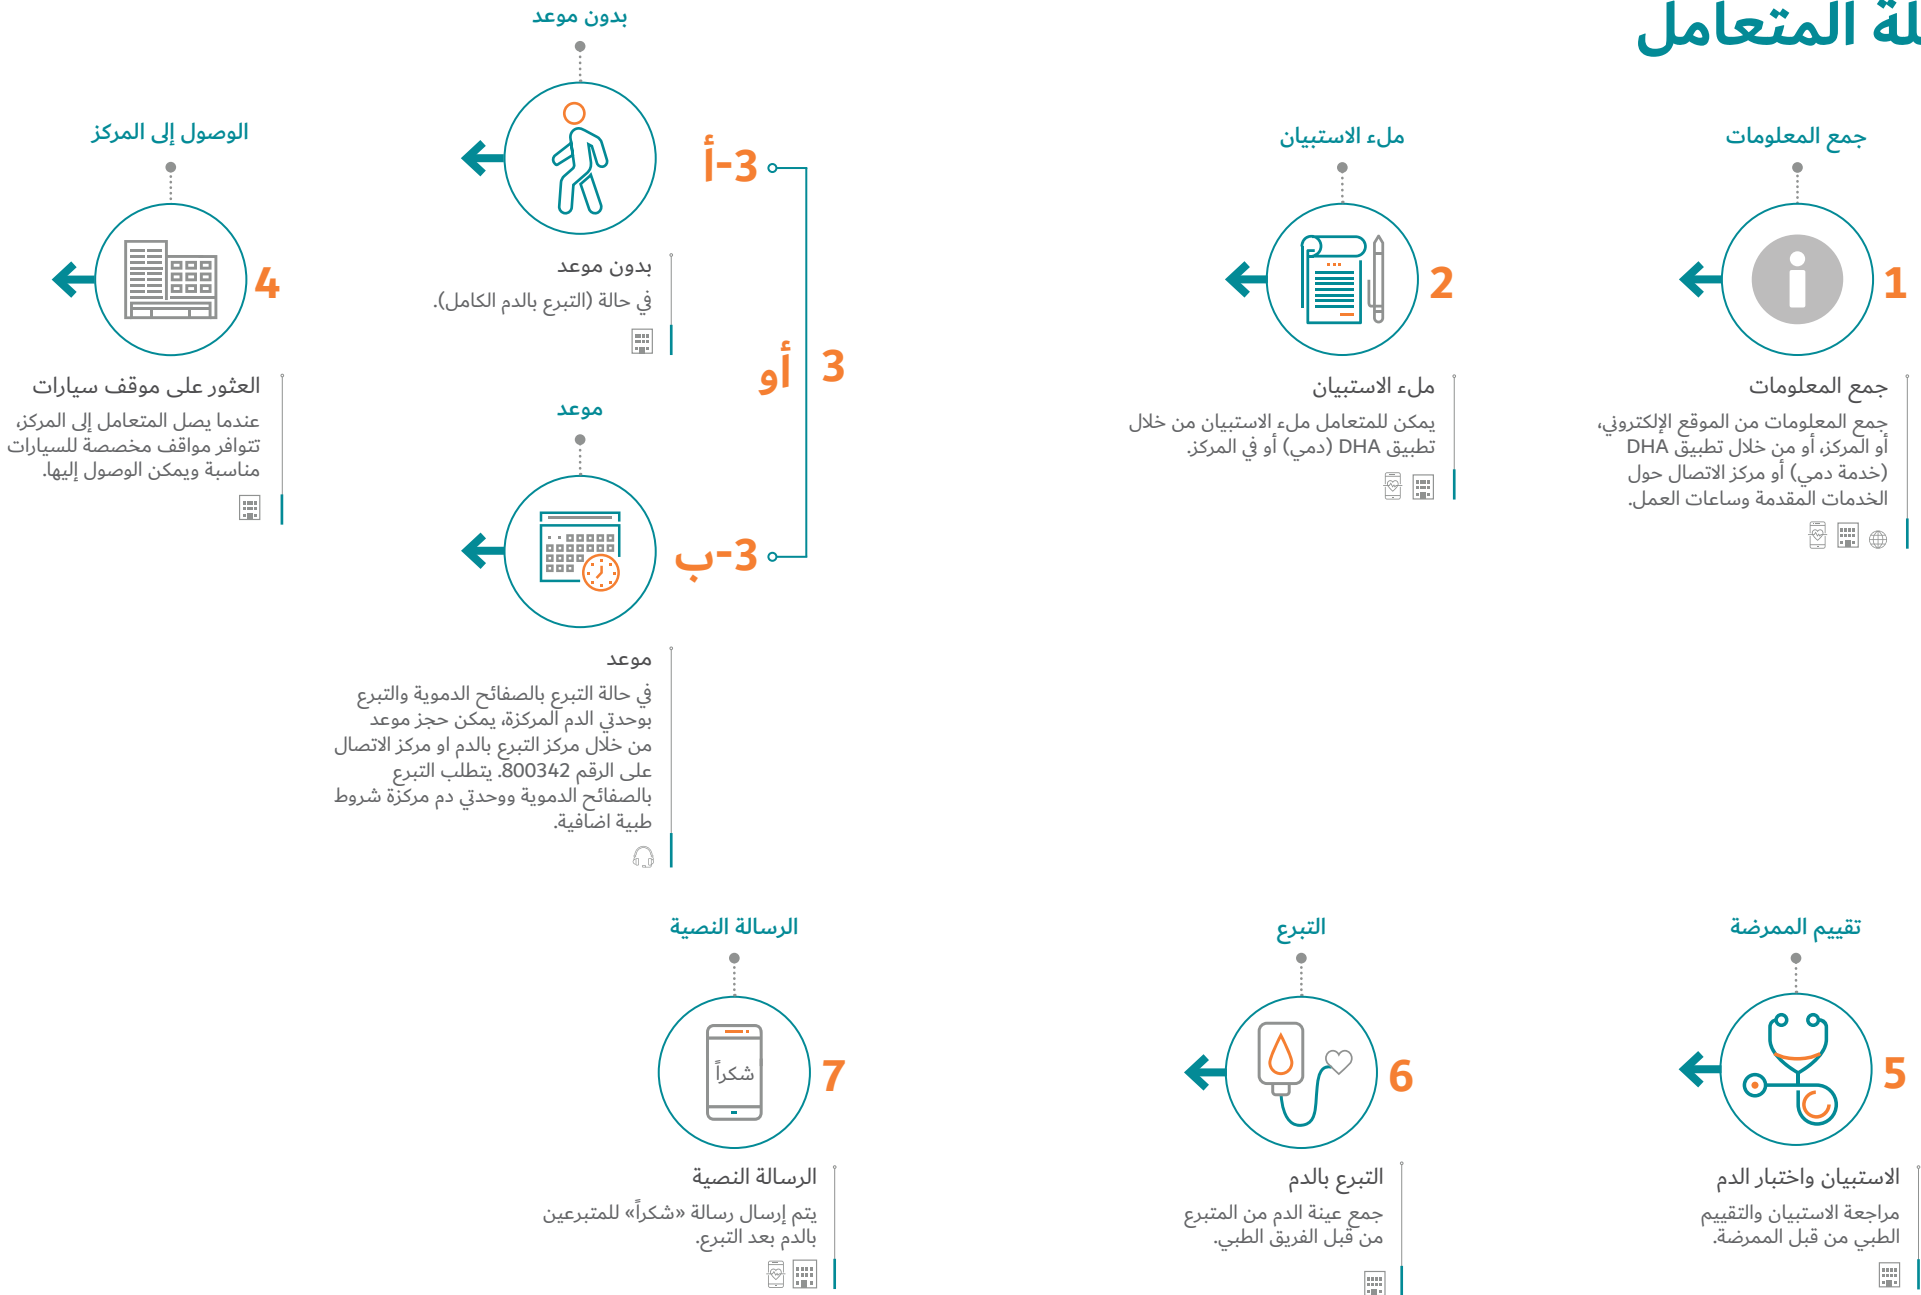 المتعامل
جمع المعلومات
1
جمع المعلومات
جمع المعلومات من الموقع الإلكتروني،
أو المركز، أو من خلال تطبيق DHA
(خدمة دمي) أو مركز الاتصال حول
الخدمات المقدمة وساعات العمل.
ملء الاستبيان
2
ملء الاستبيان
يمكن للمتعامل ملء الاستبيان من خلال
تطبيق DHA (دمي) أو في المركز.
3
أو
بدون موعد
3-أ
بدون موعد
في حالة (التبرع بالدم الكامل).
موعد
3-ب
موعد
في حالة التبرع بالصفائح الدموية والتبرع
بوحدتي الدم المركزة، يمكن حجز موعد
من خلال مركز التبرع بالدم او مركز الاتصال
على الرقم 800342. يتطلب التبرع
بالصفائح الدموية ووحدتي دم مركزة شروط
طبية اضافية.
الوصول إلى المركز
4
العثور على موقف سيارات
عندما يصل المتعامل إلى المركز،
تتوافر مواقف مخصصة للسيارات
مناسبة ويمكن الوصول إليها.
تقييم الممرضة
5
الاستبيان واختبار الدم
مراجعة الاستبيان والتقييم
الطبي من قبل الممرضة.
التبرع
6
التبرع بالدم
جمع عينة الدم من المتبرع
من قبل الفريق الطبي.
الرسالة النصية
7
شكراً
الرسالة النصية
يتم إرسال رسالة «شكراً» للمتبرعين
بالدم بعد التبرع.